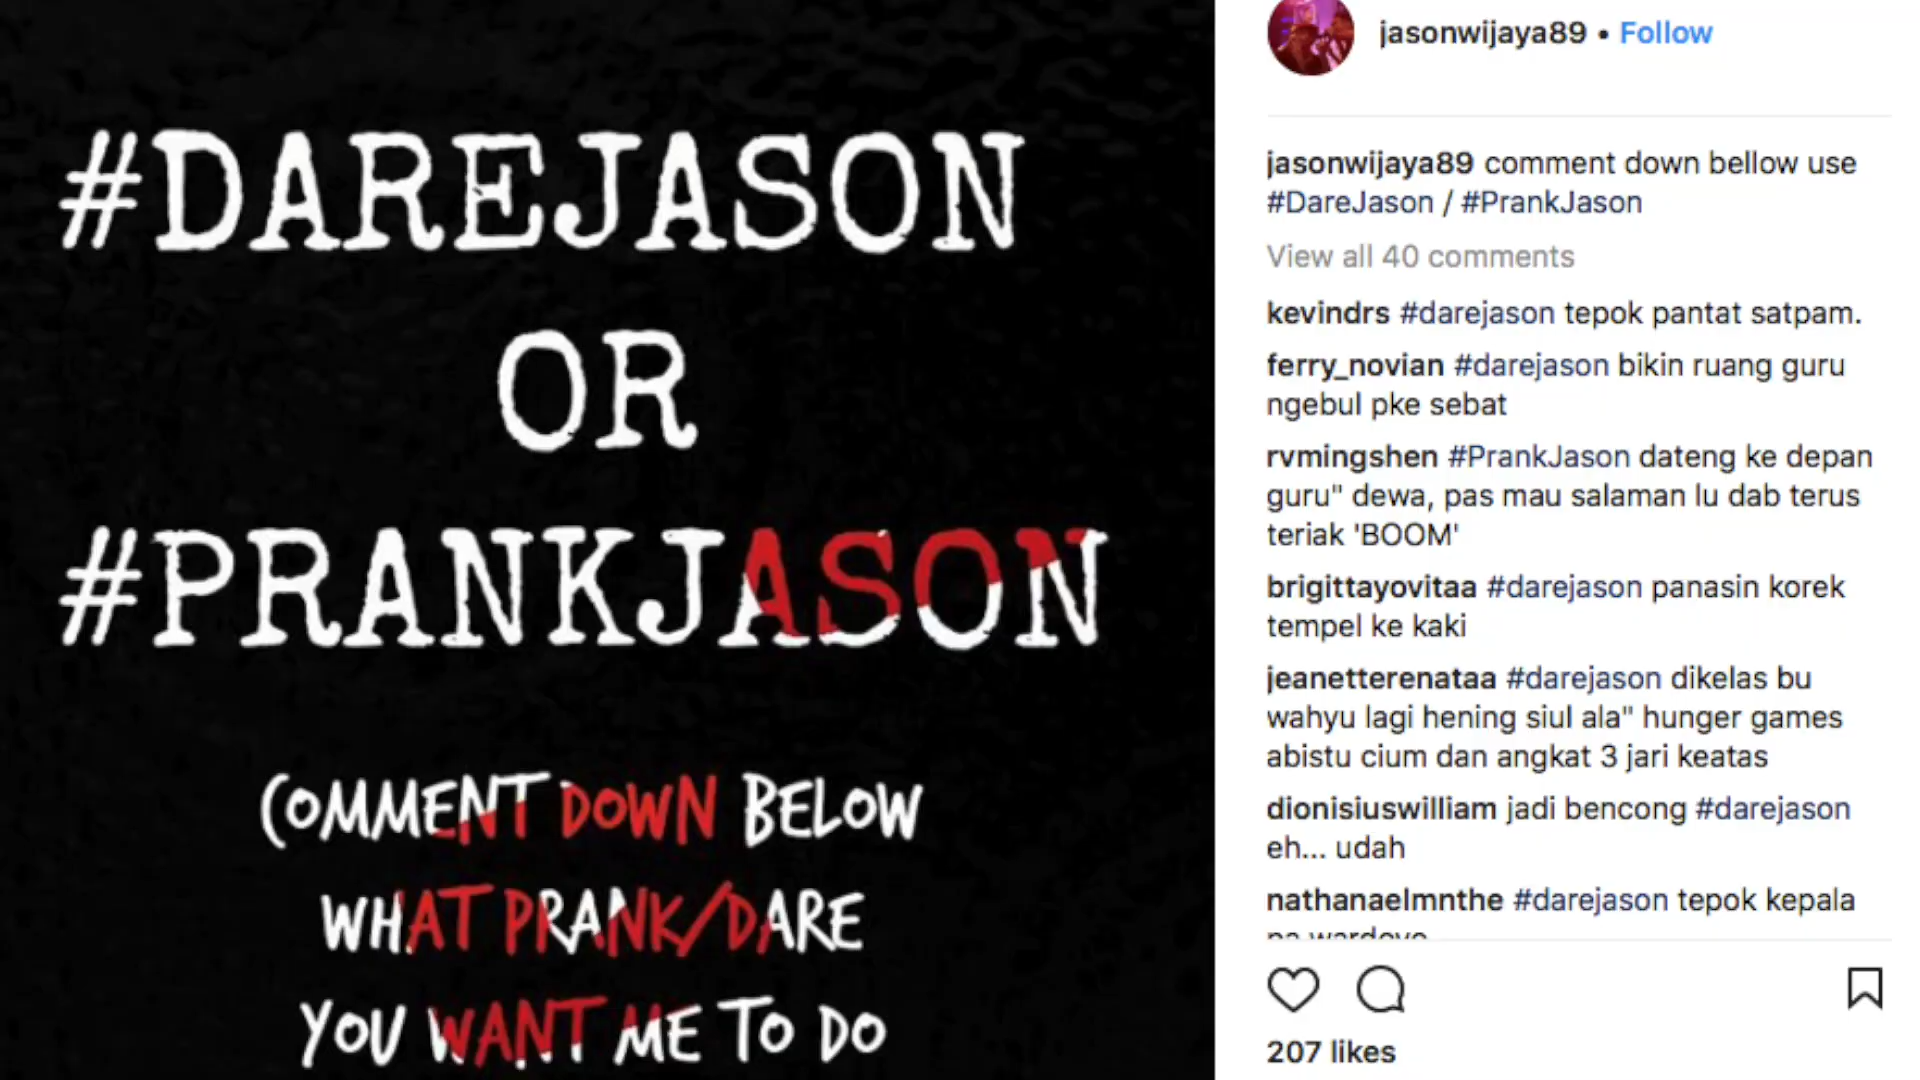 #DAREJASON
OR
#PRANKJASON
COMMENT DOWN BELOW
WHAT PRANK/DARE
YOU WANT ME TO DO
jasonwijaya89 • Follow
jasonwijaya89 comment down bellow use
#DareJason / #PrankJason
View all 40 comments
kevindrs #darejason tepok pantat satpam.
ferry_novian #darejason bikin ruang guru
ngebul pke sebat
rvmingshen #PrankJason dateng ke depan
guru" dewa, pas mau salaman lu dab terus
teriak 'BOOM'
brigittayovitaa #darejason panasin korek
tempel ke kaki
jeanetterenataa #darejason dikelas bu
wahyu lagi hening siul ala" hunger games
abistu cium dan angkat 3 jari keatas
dionisiuswilliam jadi bencong #darejason
eh... udah
nathanaelmnthe #darejason tepok kepala
207 likes